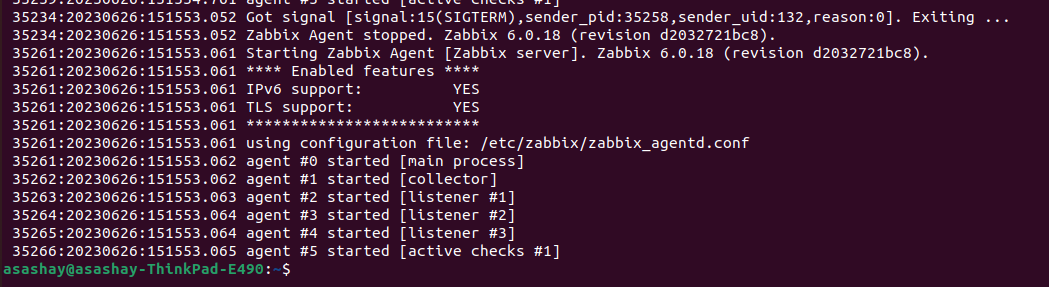 35259:20230626:151554.761 agent #5 started [active checks #1]
35234:20230626:151553.052 Got signal [signal:15(SIGTERM),sender_pid:35258,sender_uid:132,reason:0]. Exiting ...
35234:20230626:151553.052 Zabbix Agent stopped. Zabbix 6.0.18 (revision d2032721bc8).
35261:20230626:151553.061 Starting Zabbix Agent [Zabbix server]. Zabbix 6.0.18 (revision d2032721bc8).
35261:20230626:151553.061 **** Enabled features ****
35261:20230626:151553.061 IPv6 support:          YES
35261:20230626:151553.061 TLS support:           YES
35261:20230626:151553.061 **************************
35261:20230626:151553.061 using configuration file: /etc/zabbix/zabbix_agentd.conf
35261:20230626:151553.062 agent #0 started [main process]
35262:20230626:151553.062 agent #1 started [collector]
35263:20230626:151553.063 agent #2 started [listener #1]
35264:20230626:151553.064 agent #3 started [listener #2]
35265:20230626:151553.064 agent #4 started [listener #3]
35266:20230626:151553.065 agent #5 started [active checks #1]
asashay@asashay-ThinkPad-E490:~$